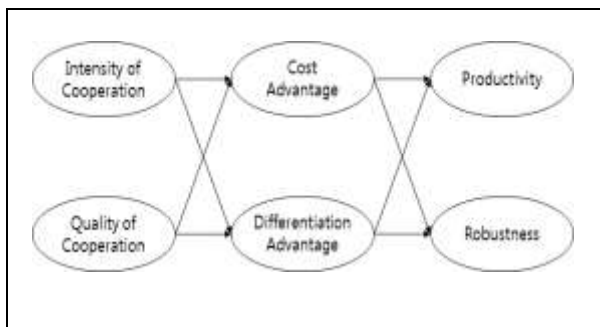 Intensity of
Cooperation
Cost
Advantage
Productivity
Quality of
Cooperation
Differentiation
Advantage
Robustness